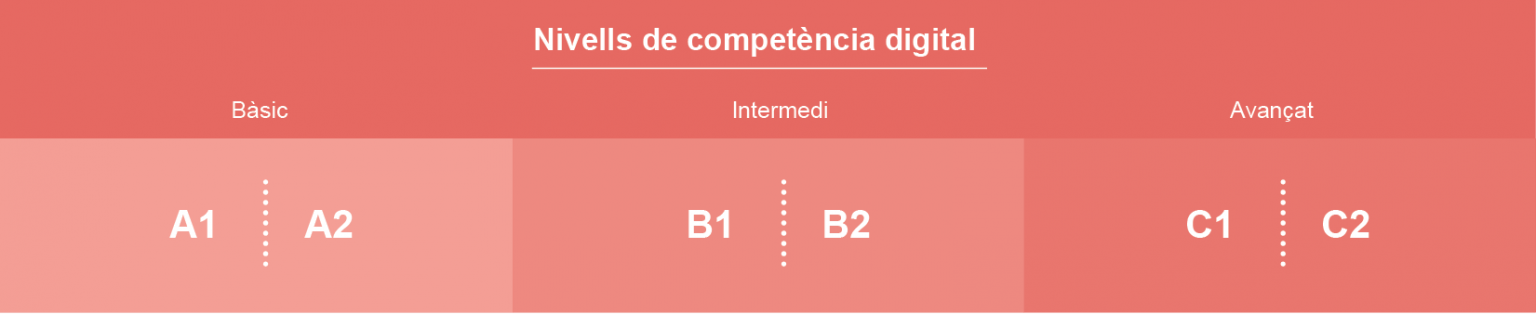 Nivells de competència digital
Bàsic Intermedi Avançat
A1 A2 B1 B2 C1 C2